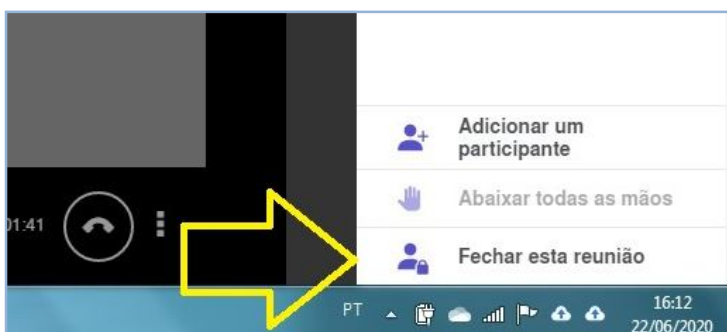 Adicionar um
participante
Abaixar todas as mãos
01:41
Fechar esta reunião
PT
16:12
22/06/2020